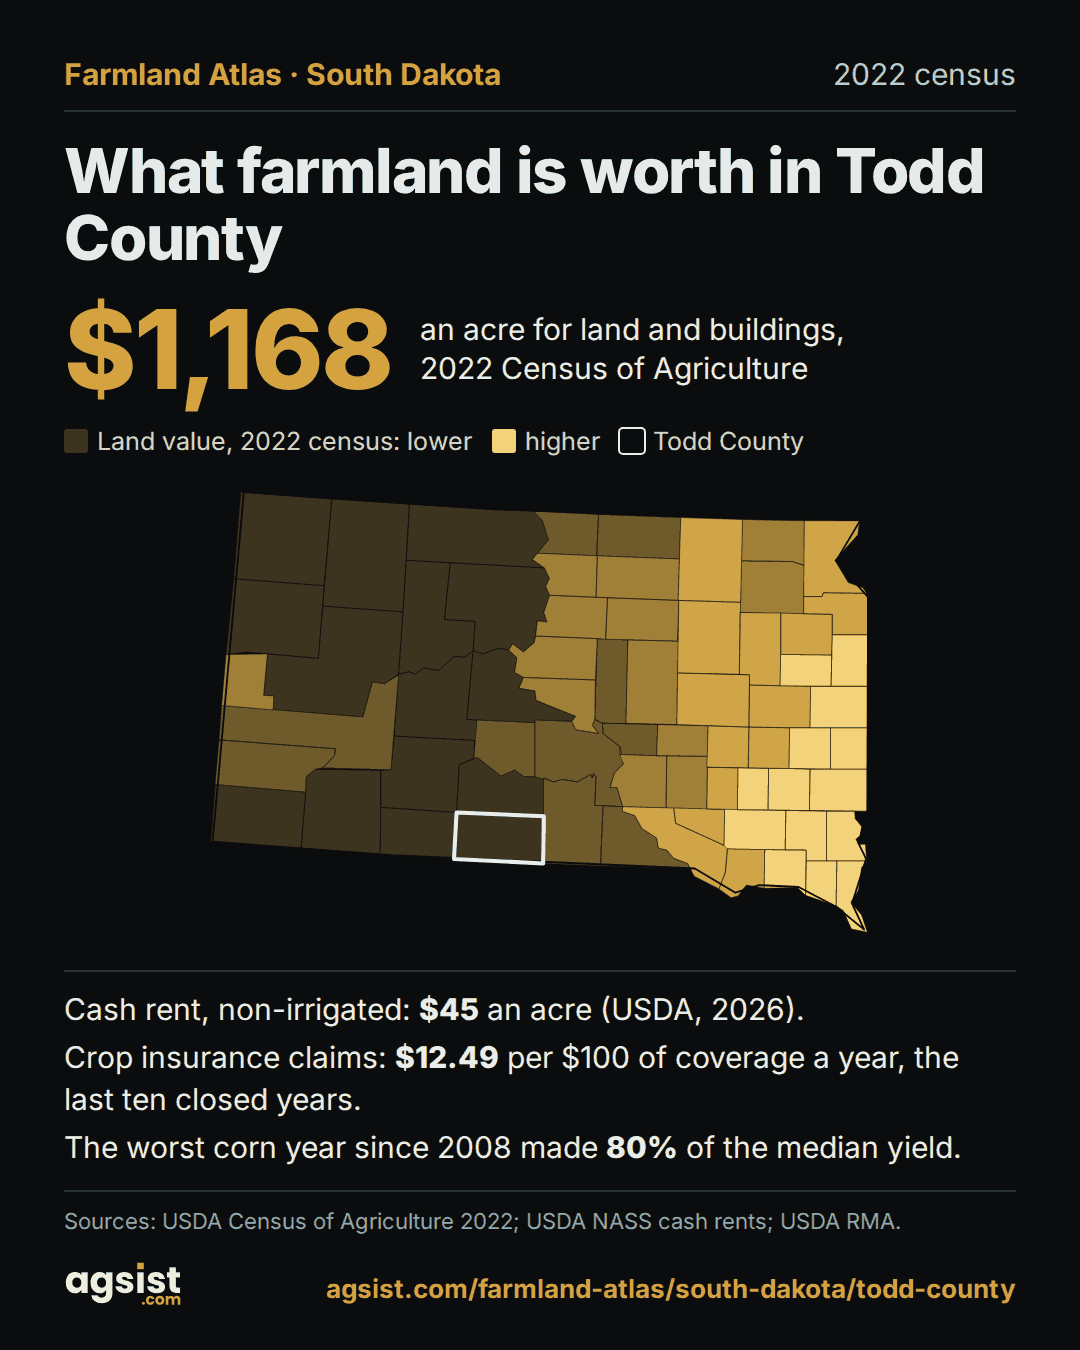 Farmland Atlas · South Dakota
2022 census
What farmland is worth in Todd
County
$1,168
an acre for land and buildings,
2022 Census of Agriculture
Land value, 2022 census: lower
higher
Todd County
Cash rent, non-irrigated: $45 an acre (USDA, 2026).
Crop insurance claims: $12.49 per $100 of coverage a year, the
last ten closed years.
The worst corn year since 2008 made 80% of the median yield.
Sources: USDA Census of Agriculture 2022; USDA NASS cash rents; USDA RMA.
agsist
.com
agsist.com/farmland-atlas/south-dakota/todd-county